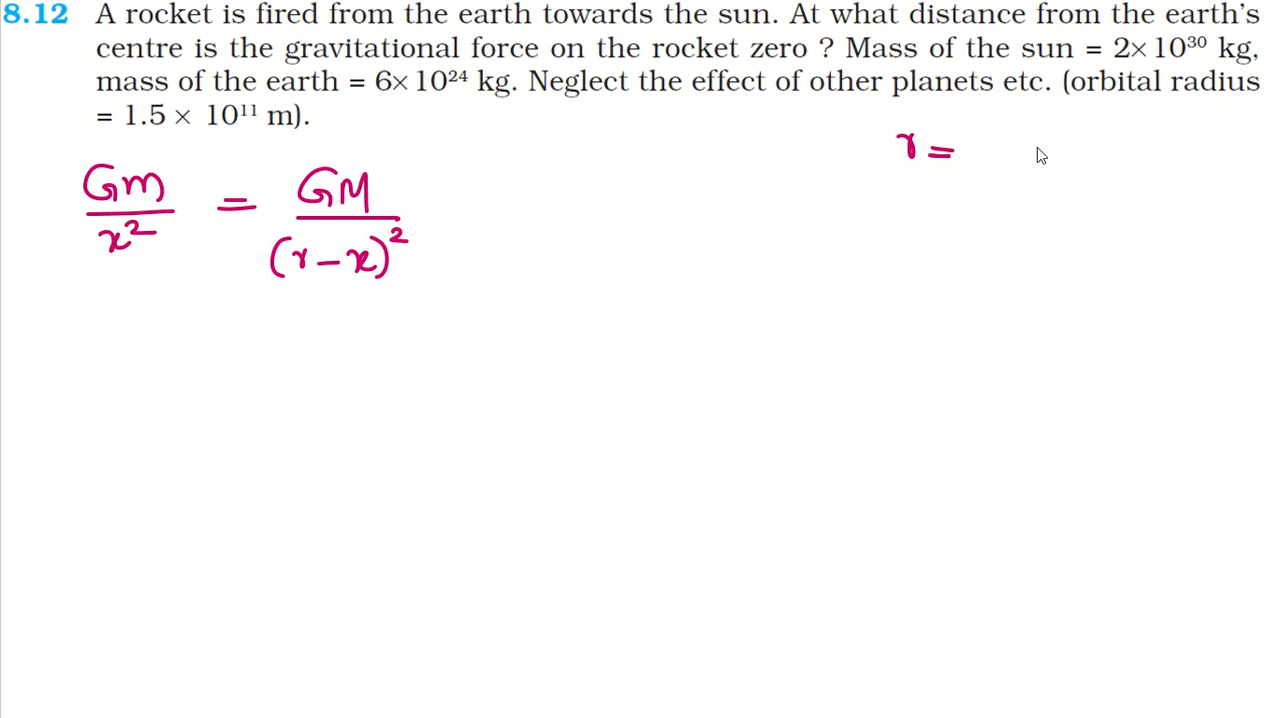 8.12 A rocket is fired from the earth towards the sun. At what distance from the earth's
centre is the gravitational force on the rocket zero ? Mass of the sun = 2×10³⁰ kg,
mass of the earth = 6×10²⁴ kg. Neglect the effect of other planets etc. (orbital radius
= 1.5 × 10¹¹ m).
r =
Gm/x² = GM/(r-x)²